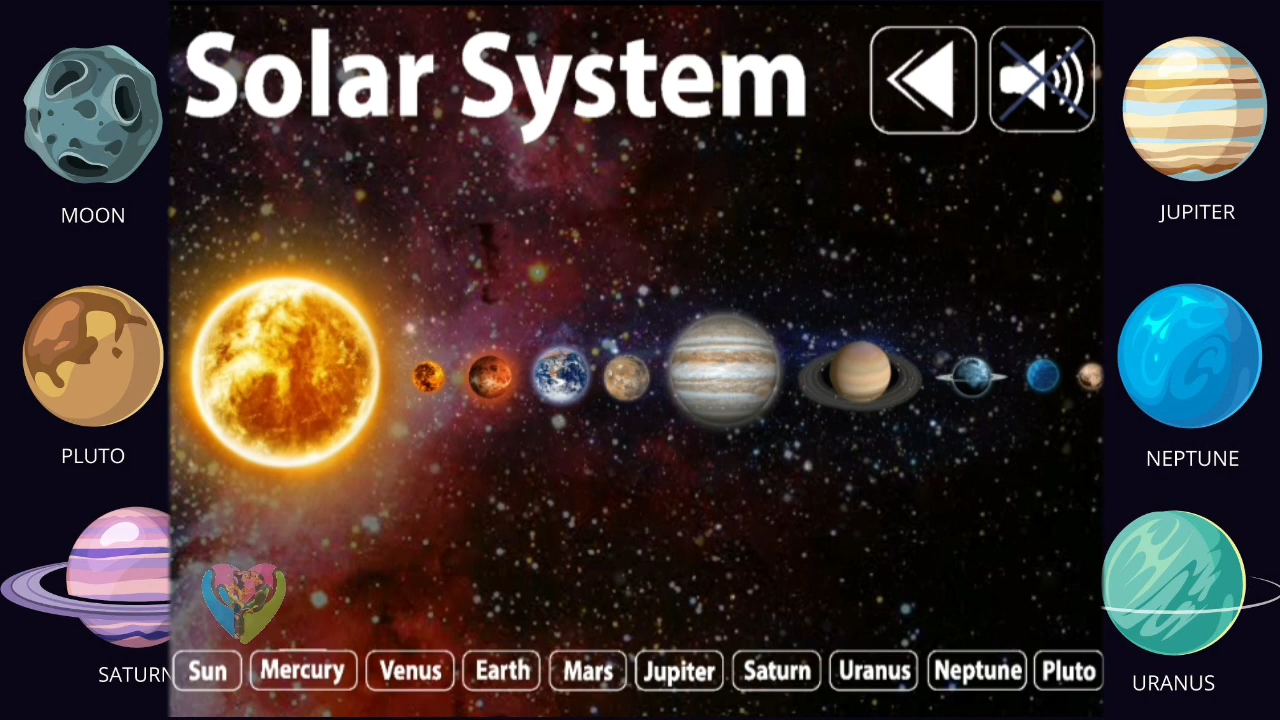 Solar System
MOON
JUPITER
PLUTO
NEPTUNE
SATURN
URANUS
Sun Mercury Venus Earth Mars Jupiter Saturn Uranus Neptune Pluto